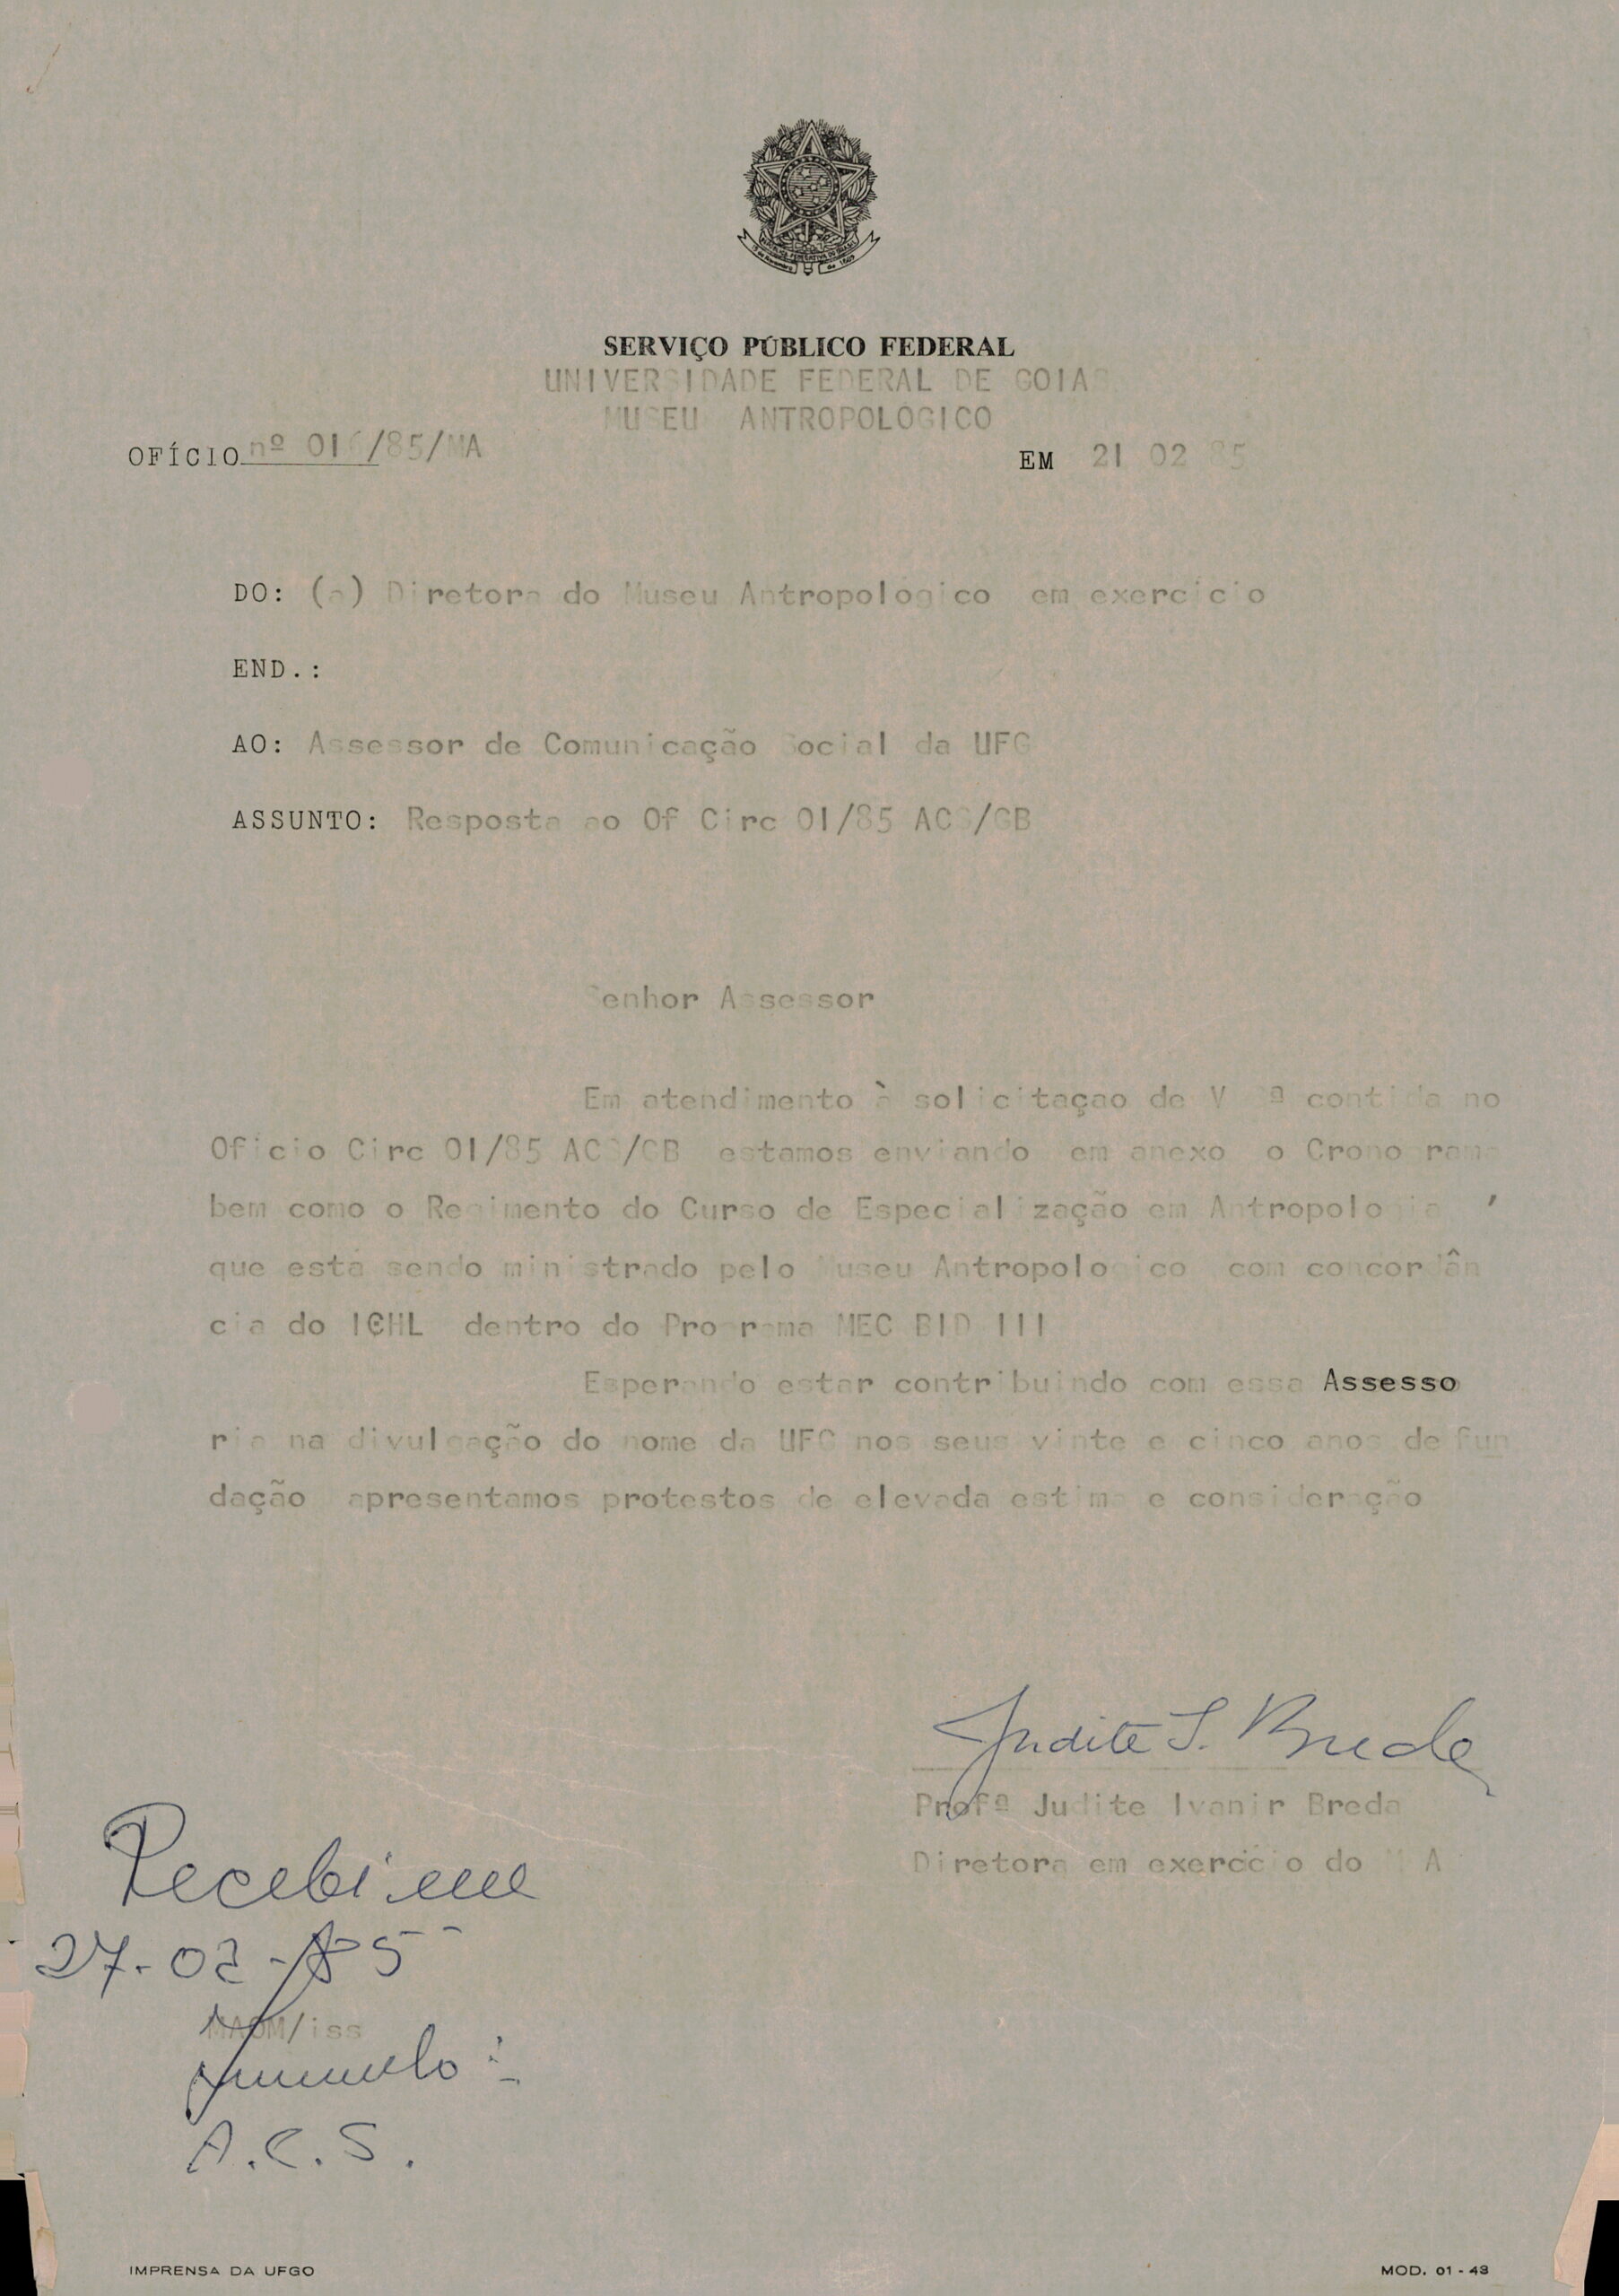 SERVIÇO PÚBLICO FEDERAL
UNIVERSIDADE FEDERAL DE GOIAS
MUSEU ANTROPOLÓGICO
OFÍCIO nº 016/85/MA EM 21 02 85
DO: (a) Diretora do Museu Antropológico em exercício
END.:
AO: Assessor de Comunicação Social da UFG
ASSUNTO: Resposta ao Of Circ 01/85 ACS/GB
Senhor Assessor
Em atendimento à solicitaçao de V Sª contida no
Ofício Circ 01/85 ACS/GB estamos enviando em anexo o Cronograma
bem como o Regimento do Curso de Especialização em Antropologia ,
que está sendo ministrado pelo Museu Antropológico com concordân
cia do ICHL dentro do Programa MEC BID III
Esperando estar contribuindo com essa Assesso
ria na divulgação do nome da UFG nos seus vinte e cinco anos de fun
dação apresentamos protestos de elevada estima e consideração
Judite I. Breda
Profª Judite Ivanir Breda
Diretora em exercício do M A
Recebi em
27-02-85
MAOM/iss
A.C.S.
IMPRENSA DA UFGO MOD. 01 - 43